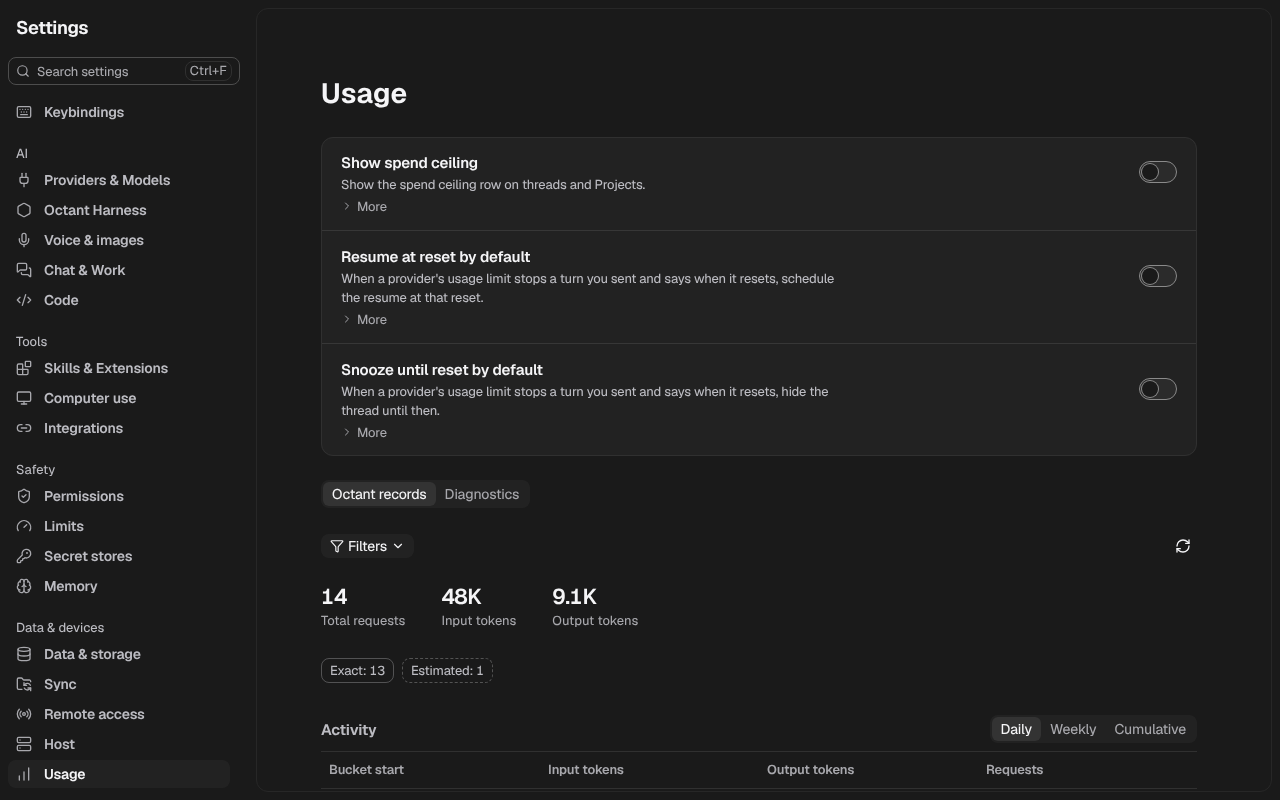 Settings
Search settings
Ctrl+F
Keybindings
AI
Providers & Models
Octant Harness
Voice & images
Chat & Work
Code
Tools
Skills & Extensions
Computer use
Integrations
Safety
Permissions
Limits
Secret stores
Memory
Data & devices
Data & storage
Sync
Remote access
Host
Usage
Usage
Show spend ceiling
Show the spend ceiling row on threads and Projects.
More
Resume at reset by default
When a provider's usage limit stops a turn you sent and says when it resets, schedule
the resume at that reset.
More
Snooze until reset by default
When a provider's usage limit stops a turn you sent and says when it resets, hide the
thread until then.
More
Octant records
Diagnostics
Filters
14
48K
9.1K
Total requests
Input tokens
Output tokens
Exact: 13
Estimated: 1
Activity
Daily
Weekly
Cumulative
Bucket start
Input tokens
Output tokens
Requests